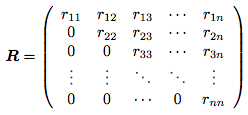 R = ( r₁₁ r₁₂ r₁₃ ⋯ r₁ₙ
0 r₂₂ r₂₃ ⋯ r₂ₙ
0 0 r₃₃ ⋯ r₃ₙ
⋮ ⋮ ⋱ ⋱ ⋮
0 0 ⋯ 0 rₙₙ )